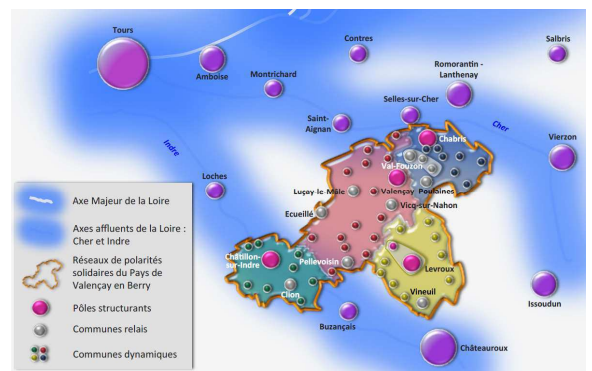 Tours
Contres
Salbris
Amboise
Montrichard
Romorantin -
Lanthenay
Selles-sur-Cher
Saint-
Aignan
Cher
Chabris
Indre
Vierzon
Val-Fouzon
Loches
Luçay-le-Mâle
Valençay
Poulaines
Vicq-sur-Nahon
Ecueillé
Axe Majeur de la Loire
Axes affluents de la Loire :
Cher et Indre
Réseaux de polarités
solidaires du Pays de
Valençay en Berry
Pôles structurants
Communes relais
Communes dynamiques
Châtillon-
sur-Indre
Pellevoisin
Levroux
Clion
Vineuil
Issoudun
Buzançais
Châteauroux